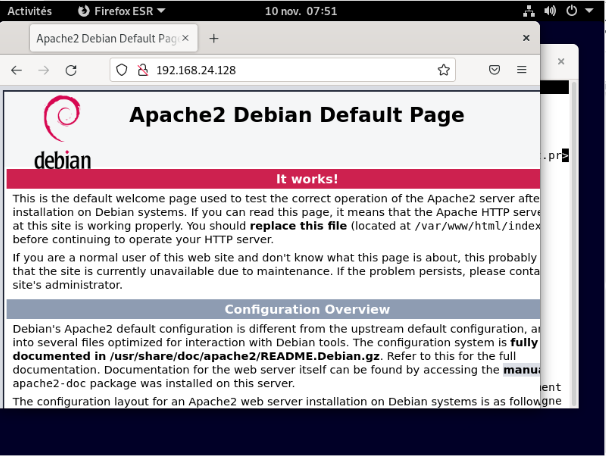 Activités Firefox ESR 10 nov. 07:51
Apache2 Debian Default Pag
192.168.24.128
Apache2 Debian Default Page
debian
.pr>
It works!
This is the default welcome page used to test the correct operation of the Apache2 server afte
installation on Debian systems. If you can read this page, it means that the Apache HTTP serve
at this site is working properly. You should replace this file (located at /var/www/html/index
before continuing to operate your HTTP server.
If you are a normal user of this web site and don't know what this page is about, this probably
that the site is currently unavailable due to maintenance. If the problem persists, please conta
site's administrator.
Configuration Overview
Debian's Apache2 default configuration is different from the upstream default configuration, an
into several files optimized for interaction with Debian tools. The configuration system is fully
documented in /usr/share/doc/apache2/README.Debian.gz. Refer to this for the full
documentation. Documentation for the web server itself can be found by accessing the manua
apache2-doc package was installed on this server.
ment
The configuration layout for an Apache2 web server installation on Debian systems is as follow
gne